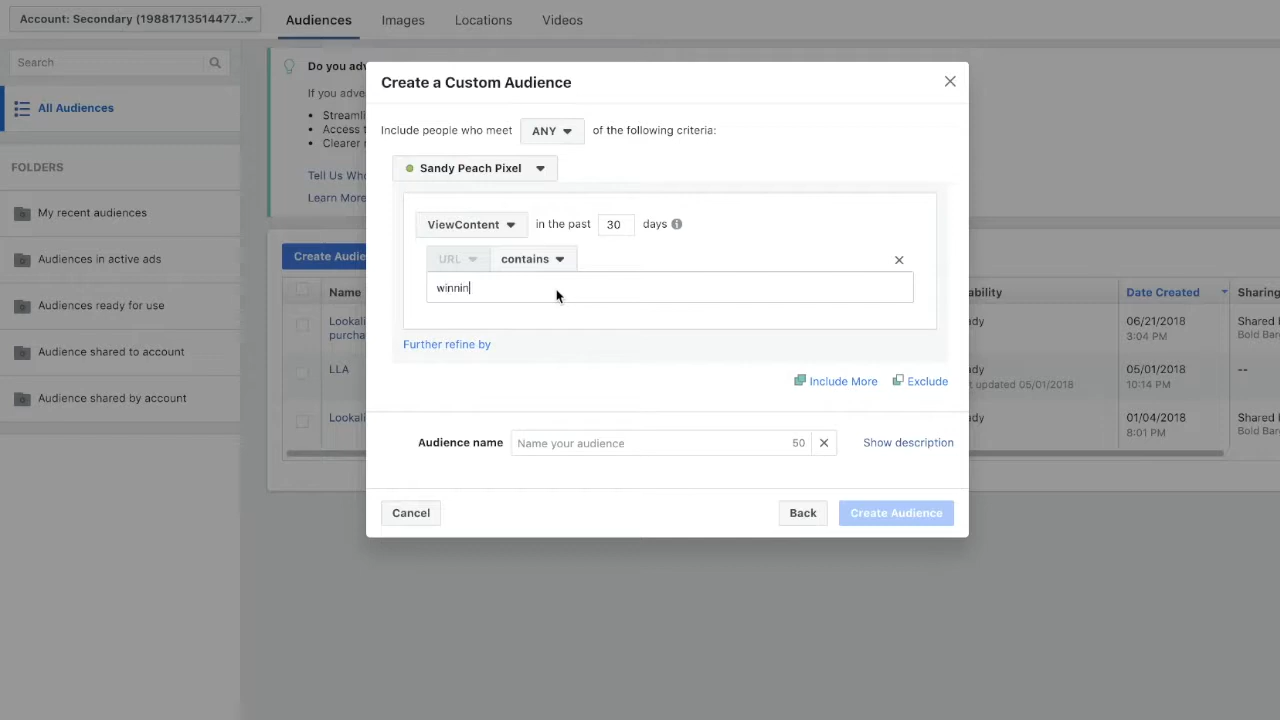 Account: Secondary (19881713514477...
Audiences
Images
Locations
Videos
Search
All Audiences
FOLDERS
My recent audiences
Audiences in active ads
Audiences ready for use
Audience shared to account
Audience shared by account
Do you adv
If you adve
Streamli
Access t
Clearer r
Tell Us Who
Learn More
Create Audie
Name
ability
Date Created
Sharing
Lookali
purcha
ady
06/21/2018
3:04 PM
Shared
Bold Bar
LLA
ady
t updated 05/01/2018
05/01/2018
10:14 PM
--
Lookali
ady
01/04/2018
8:01 PM
Shared
Bold Bar
Create a Custom Audience
Include people who meet ANY of the following criteria:
Sandy Peach Pixel
ViewContent in the past 30 days
URL contains
winnin
Further refine by
Include More Exclude
Audience name Name your audience 50 Show description
Cancel Back Create Audience